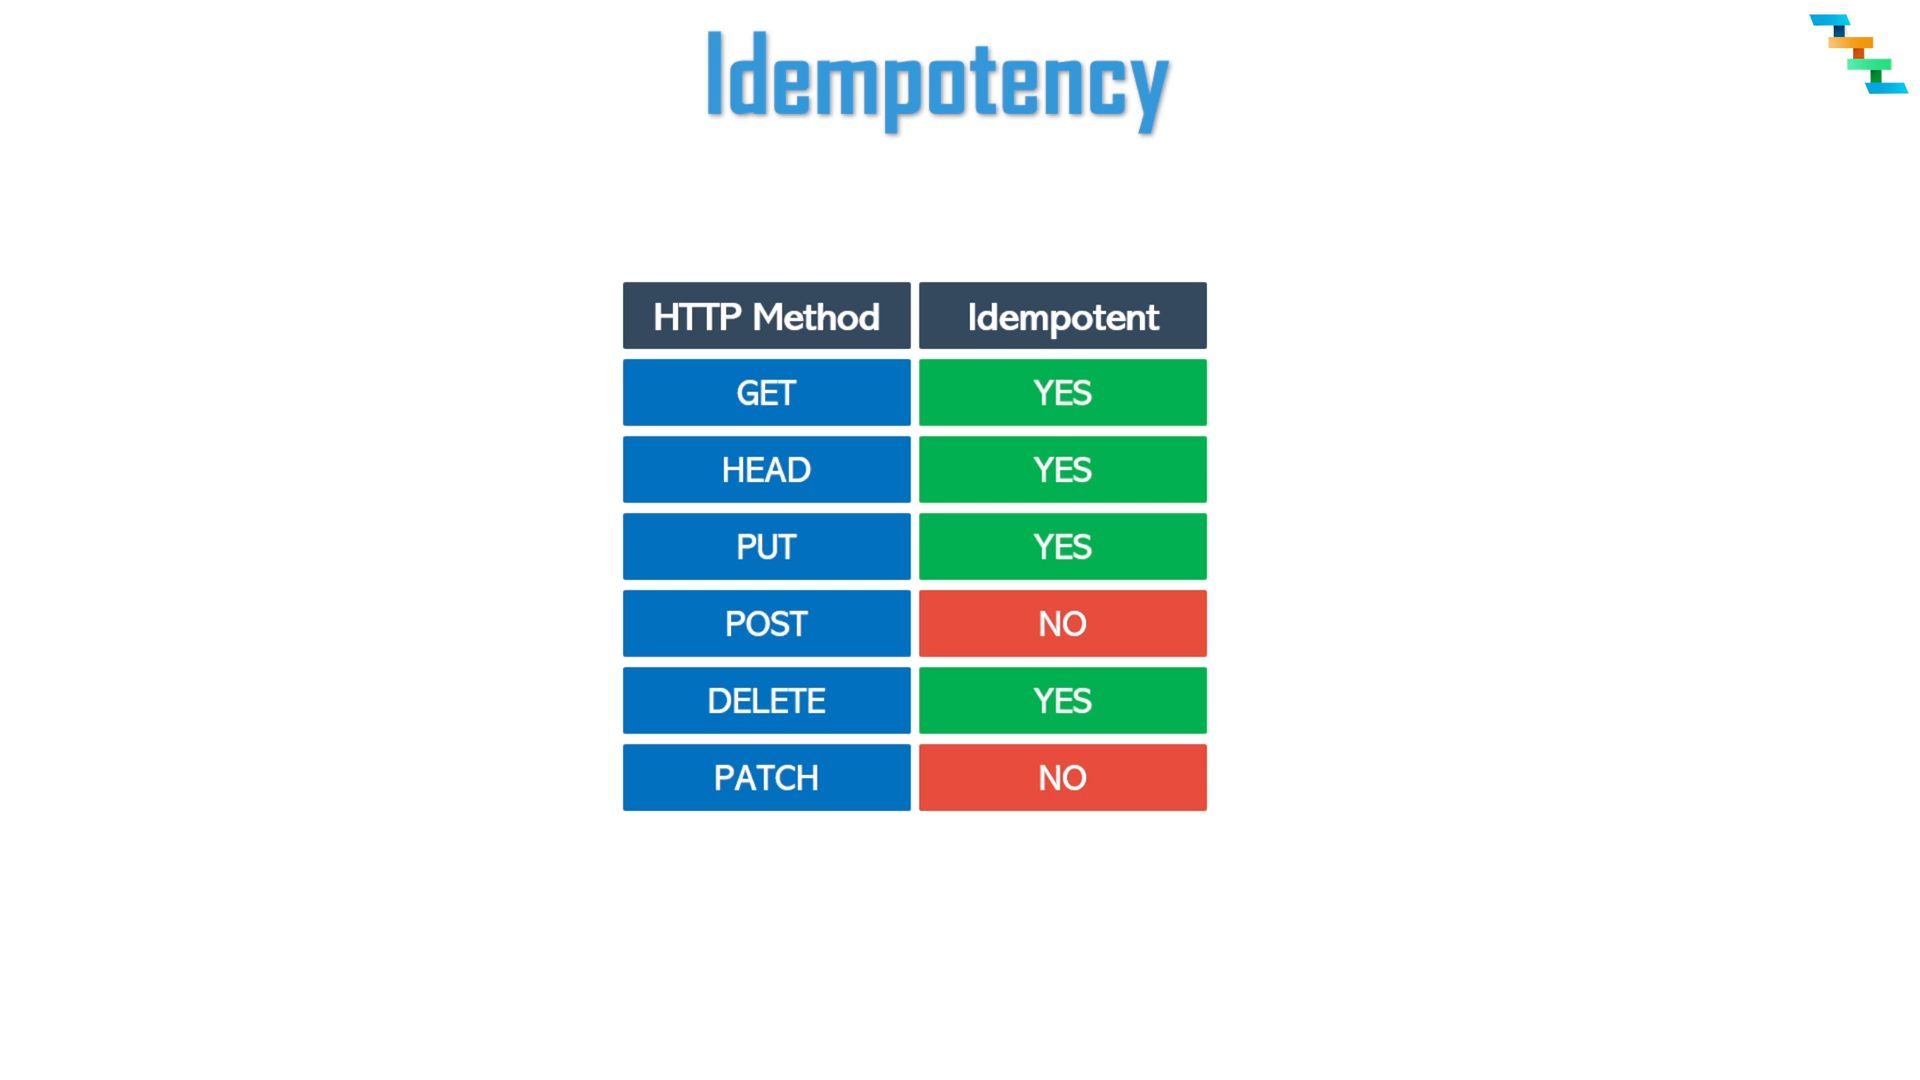 Idempotency
HTTP Method Idempotent
GET YES
HEAD YES
PUT YES
POST NO
DELETE YES
PATCH NO